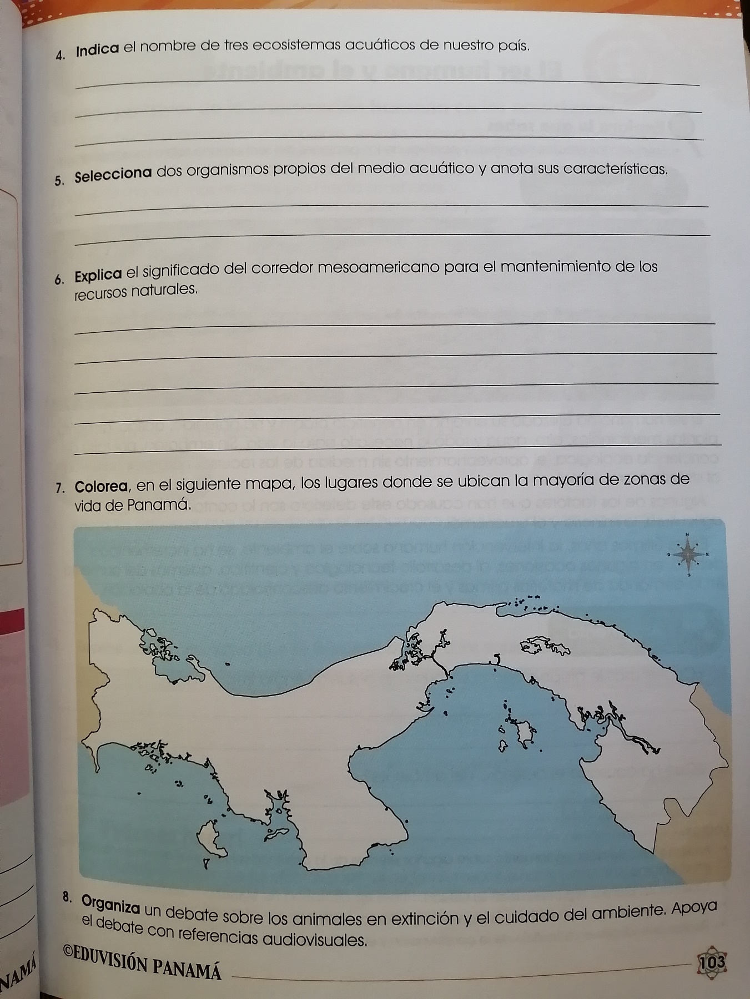 4. Indica el nombre de tres ecosistemas acuáticos de nuestro país.
5. Selecciona dos organismos propios del medio acuático y anota sus características.
6. Explica el significado del corredor mesoamericano para el mantenimiento de los
recursos naturales.
7. Colorea, en el siguiente mapa, los lugares donde se ubican la mayoría de zonas de
vida de Panamá.
N
O E
S
8. Organiza un debate sobre los animales en extinción y el cuidado del ambiente. Apoya
el debate con referencias audiovisuales.
©EDUVISIÓN PANAMÁ
103
NAMÁ